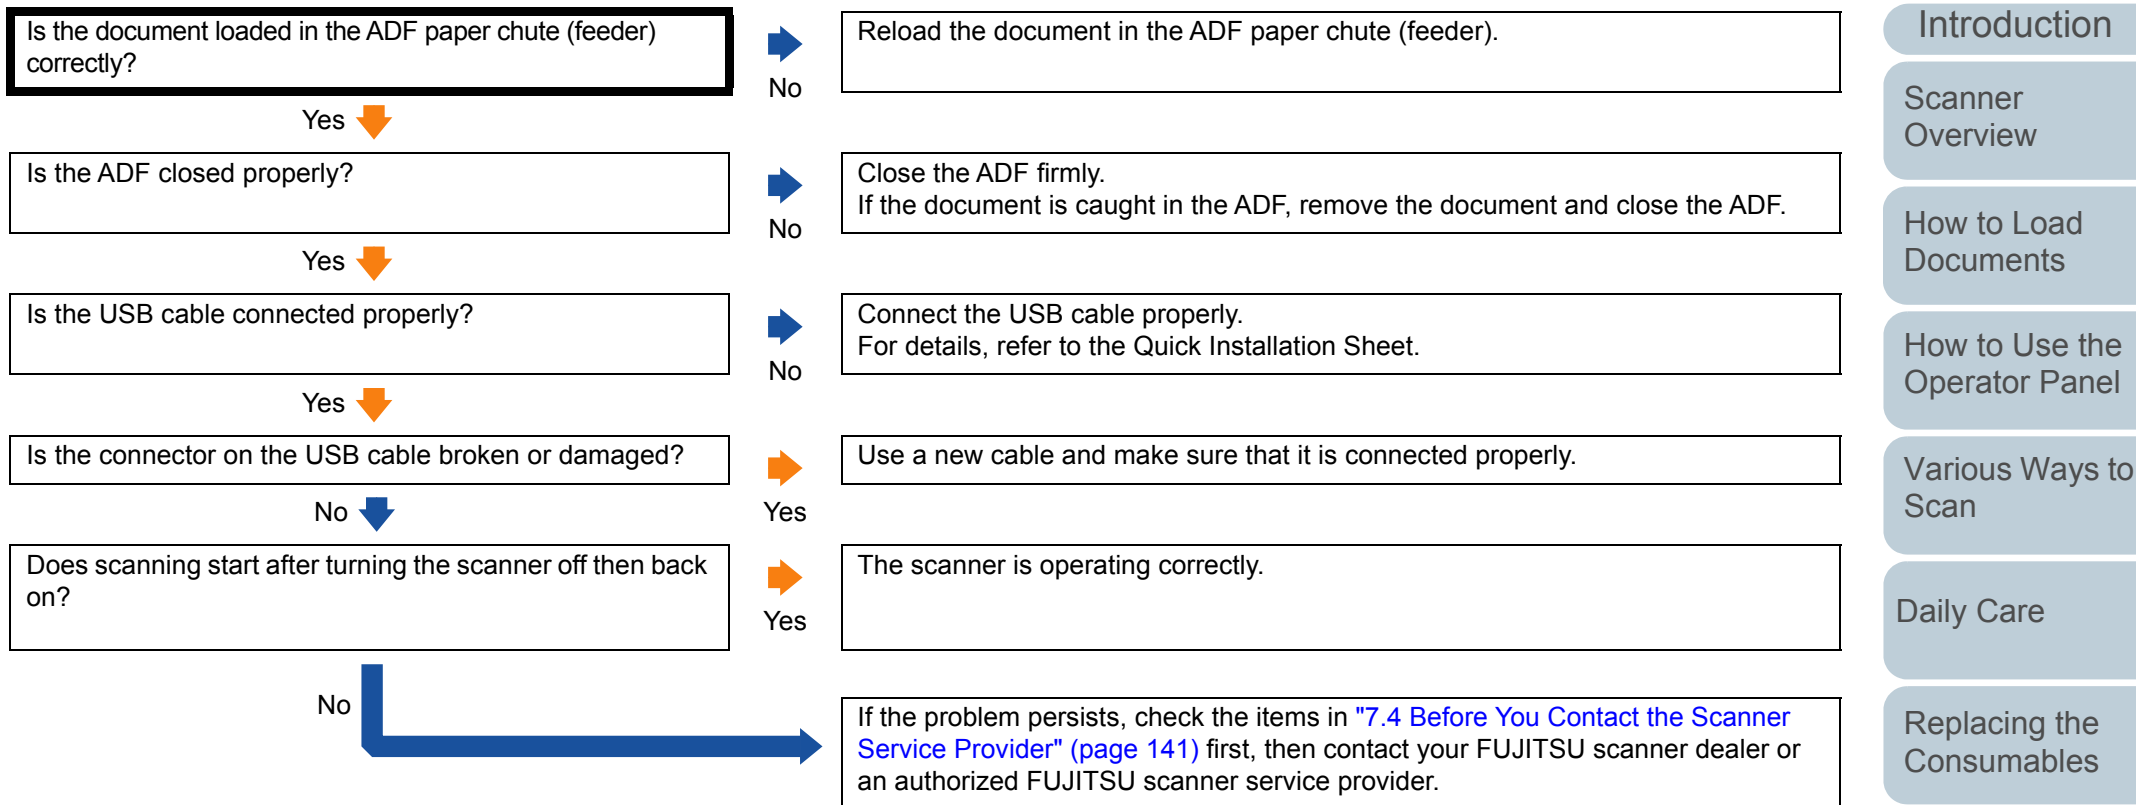 Is the document loaded in the ADF paper chute (feeder)
correctly?
No
Reload the document in the ADF paper chute (feeder).
Yes
Is the ADF closed properly?
No
Close the ADF firmly.
If the document is caught in the ADF, remove the document and close the ADF.
Yes
Is the USB cable connected properly?
No
Connect the USB cable properly.
For details, refer to the Quick Installation Sheet.
Yes
Is the connector on the USB cable broken or damaged?
Yes
Use a new cable and make sure that it is connected properly.
No
Does scanning start after turning the scanner off then back
on?
Yes
The scanner is operating correctly.
No
If the problem persists, check the items in "7.4 Before You Contact the Scanner
Service Provider" (page 141) first, then contact your FUJITSU scanner dealer or
an authorized FUJITSU scanner service provider.
Introduction
Scanner
Overview
How to Load
Documents
How to Use the
Operator Panel
Various Ways to
Scan
Daily Care
Replacing the
Consumables